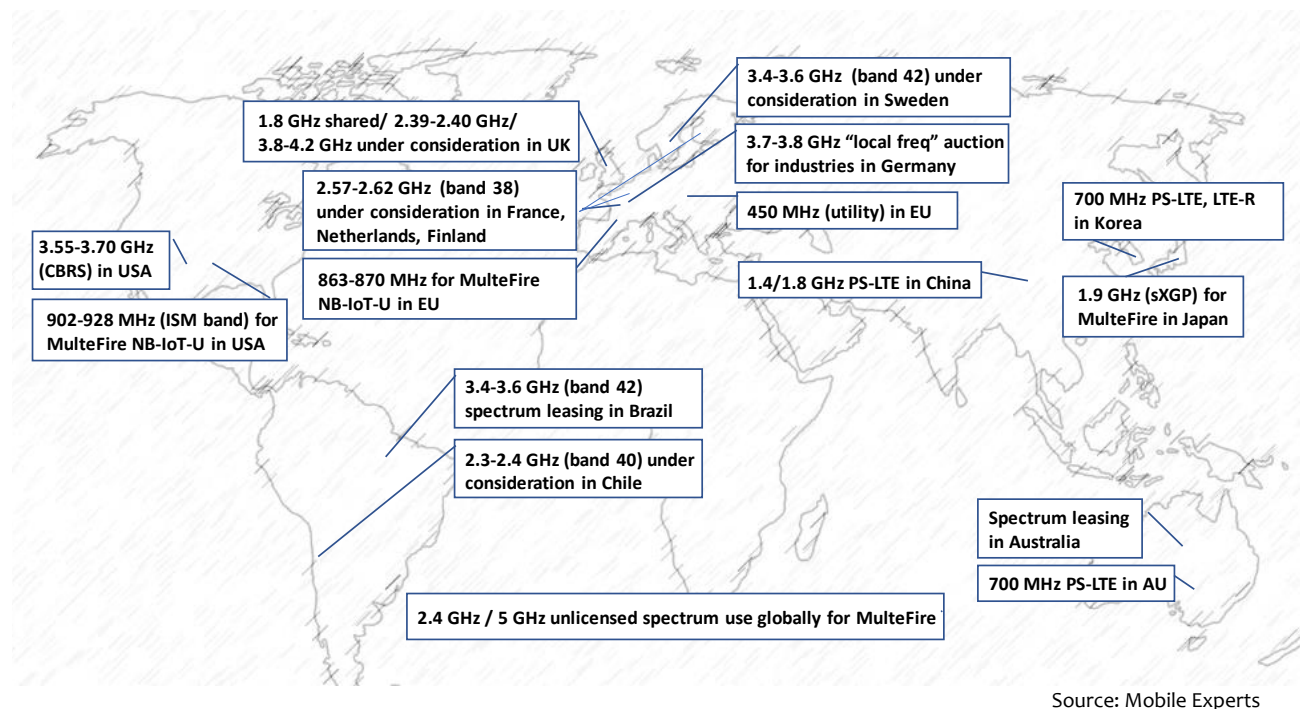 3.4-3.6 GHz (band 42) under
consideration in Sweden
1.8 GHz shared/ 2.39-2.40 GHz/
3.8-4.2 GHz under consideration in UK
3.7-3.8 GHz “local freq” auction
for industries in Germany
2.57-2.62 GHz (band 38)
under consideration in France,
Netherlands, Finland
450 MHz (utility) in EU
700 MHz PS-LTE, LTE-R
in Korea
3.55-3.70 GHz
(CBRS) in USA
863-870 MHz for MulteFire
NB-IoT-U in EU
1.4/1.8 GHz PS-LTE in China
1.9 GHz (sXGP) for
MulteFire in Japan
902-928 MHz (ISM band) for
MulteFire NB-IoT-U in USA
3.4-3.6 GHz (band 42)
spectrum leasing in Brazil
2.3-2.4 GHz (band 40) under
consideration in Chile
Spectrum leasing
in Australia
700 MHz PS-LTE in AU
2.4 GHz / 5 GHz unlicensed spectrum use globally for MulteFire
Source: Mobile Experts